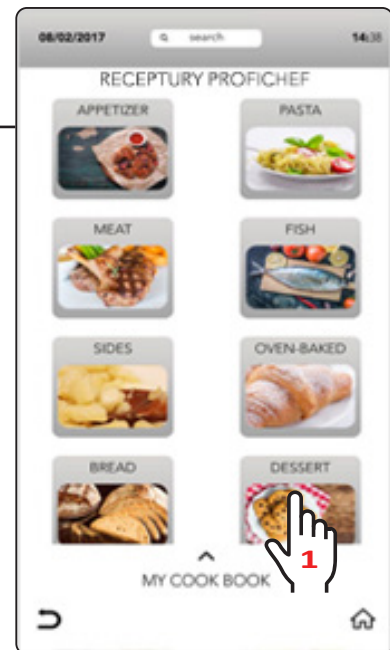 08/02/2017 search 14:38
RECEPTURY PROFICHEF
APPETIZER PASTA
MEAT FISH
SIDES OVEN-BAKED
BREAD DESSERT
1
MY COOK BOOK